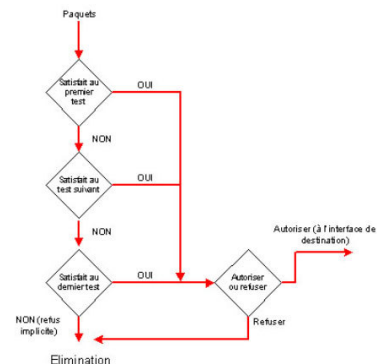 Paquets
Satisfait au
premier
test
OUI
NON
Satisfait au
test suivant
OUI
NON
Satisfait au
dernier test
OUI
Autoriser
ou refuser
Autoriser (à l'interface de
destination)
NON (refus
implicite)
Refuser
Elimination